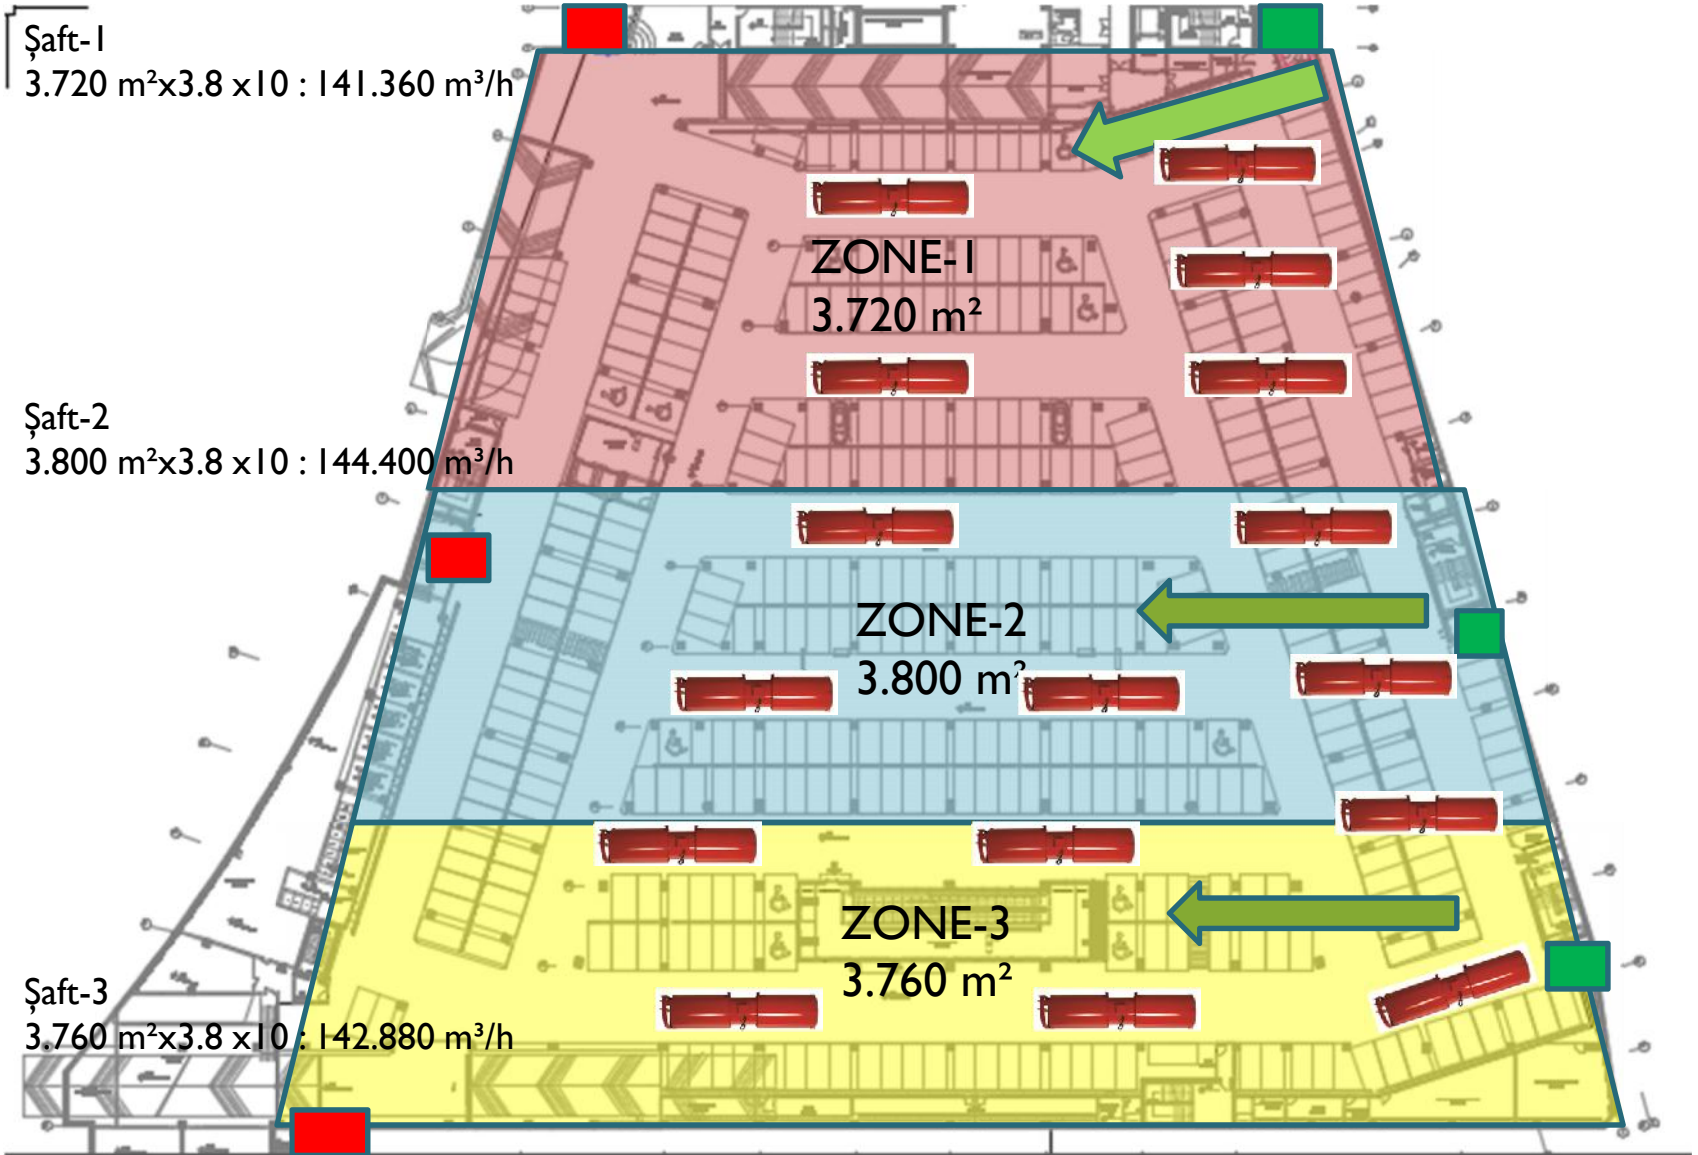 Şaft-1
3.720 m²x3.8 x10 : 141.360 m³/h
ZONE-1
3.720 m²
Şaft-2
3.800 m²x3.8 x10 : 144.400 m³/h
ZONE-2
3.800 m²
ZONE-3
3.760 m²
Şaft-3
3.760 m²x3.8 x10 : 142.880 m³/h